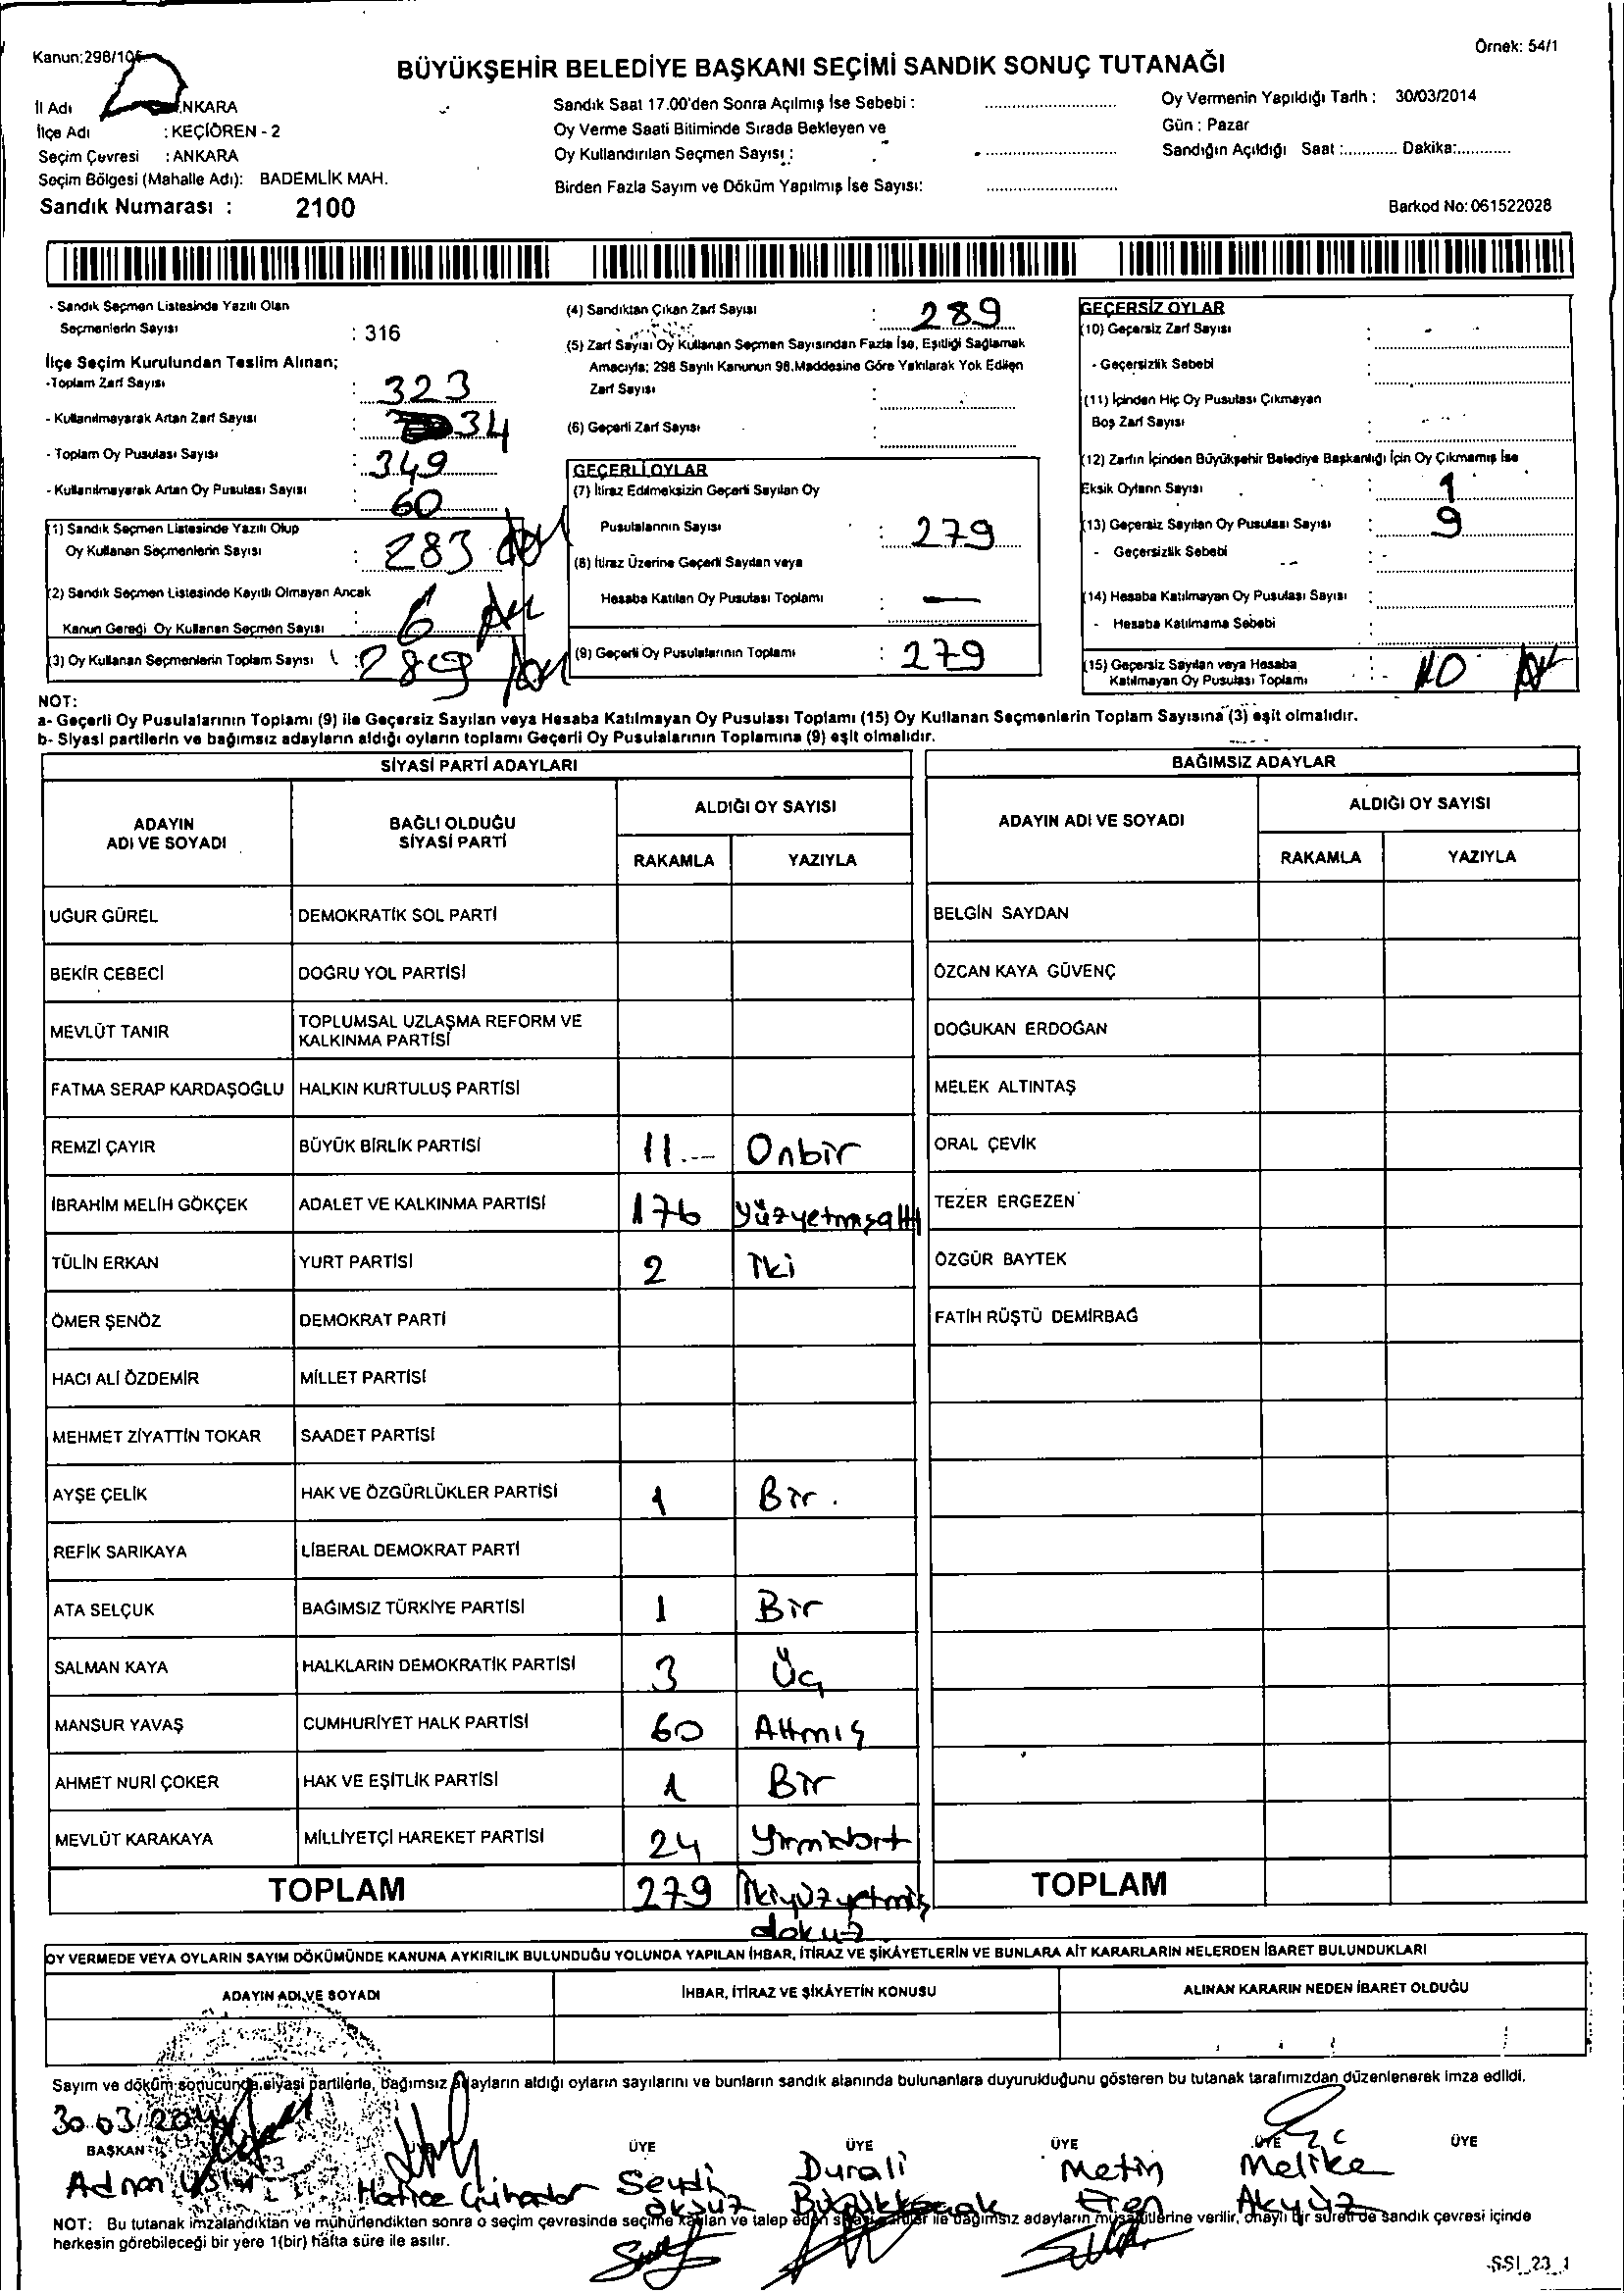 Kanun:298/105
Örnek: 54/1
BÜYÜKŞEHİR BELEDİYE BAŞKANI SEÇİMİ SANDIK SONUÇ TUTANAĞI
İl Adı NKARA
İlçe Adı : KEÇİÖREN - 2
Seçim Çevresi : ANKARA
Seçim Bölgesi (Mahalle Adı): BADEMLİK MAH.
Sandık Numarası : 2100
Sandık Saat 17.00'den Sonra Açılmış İse Sebebi :
Oy Verme Saati Bitiminde Sırada Bekleyen ve
Oy Kullandırılan Seçmen Sayısı :
Birden Fazla Sayım ve Döküm Yapılmış İse Sayısı:
Oy Vermenin Yapıldığı Tarih : 30/03/2014
Gün : Pazar
Sandığın Açıldığı Saat :............ Dakika:............
Barkod No: 061522028
- Sandık Seçmen Listesinde Yazılı Olan
Seçmenlerin Sayısı : 316
İlçe Seçim Kurulundan Teslim Alınan;
-Toplam Zarf Sayısı : 323
- Kullanılmayarak Artan Zarf Sayısı : 34
- Toplam Oy Pusulası Sayısı : 349
- Kullanılmayarak Artan Oy Pusulası Sayısı 60
(1) Sandık Seçmen Listesinde Yazılı Olup
Oy Kullanan Seçmenlerin Sayısı : 283
(2) Sandık Seçmen Listesinde Kayıtlı Olmayan Ancak
Kanun Gereği Oy Kullanan Seçmen Sayısı : 6
(3) Oy Kullanan Seçmenlerin Toplam Sayısı : 289
(4) Sandıktan Çıkan Zarf Sayısı : 289
(5) Zarf Sayısı Oy Kullanan Seçmen Sayısından Fazla İse, Eşitliği Sağlamak
Amacıyla; 298 Sayılı Kanunun 98.Maddesine Göre Yakılarak Yok Edilen
Zarf Sayısı :
(6) Geçerli Zarf Sayısı :
GEÇERLİ OYLAR
(7) İtiraz Edilmeksizin Geçerli Sayılan Oy
Pusulalarının Sayısı : 279
(8) İtiraz Üzerine Geçerli Sayılan veya
Hesaba Katılan Oy Pusulası Toplamı : —
(9) Geçerli Oy Pusulalarının Toplamı : 279
GEÇERSİZ OYLAR
(10) Geçersiz Zarf Sayısı :
- Geçersizlik Sebebi :
(11) İçinden Hiç Oy Pusulası Çıkmayan
Boş Zarf Sayısı :
(12) Zarfın İçinden Büyükşehir Belediye Başkanlığı İçin Oy Çıkmamış İse
Eksik Oyların Sayısı : 1
(13) Geçersiz Sayılan Oy Pusulası Sayısı : 9
- Geçersizlik Sebebi :
(14) Hesaba Katılmayan Oy Pusulası Sayısı :
- Hesaba Katılmama Sebebi
(15) Geçersiz Sayılan veya Hesaba
Katılmayan Oy Pusulası Toplamı : 10
NOT:
a- Geçerli Oy Pusulalarının Toplamı (9) ile Geçersiz Sayılan veya Hesaba Katılmayan Oy Pusulası Toplamı (15) Oy Kullanan Seçmenlerin Toplam Sayısına (3) eşit olmalıdır.
b- Siyasi partilerin ve bağımsız adayların aldığı oyların toplamı Geçerli Oy Pusulalarının Toplamına (9) eşit olmalıdır.
SİYASİ PARTİ ADAYLARI
ADAYIN ADI VE SOYADI
BAĞLI OLDUĞU SİYASİ PARTİ
ALDIĞI OY SAYISI
RAKAMLA YAZIYLA
UĞUR GÜREL DEMOKRATİK SOL PARTİ
BEKİR CEBECİ DOĞRU YOL PARTİSİ
MEVLÜT TANIR TOPLUMSAL UZLAŞMA REFORM VE
KALKINMA PARTİSİ
FATMA SERAP KARDAŞOĞLU HALKIN KURTULUŞ PARTİSİ
REMZİ ÇAYIR BÜYÜK BİRLİK PARTİSİ 11 Onbir
İBRAHİM MELİH GÖKÇEK ADALET VE KALKINMA PARTİSİ 176 yüzyetmişaltı
TÜLİN ERKAN YURT PARTİSİ 2 İki
ÖMER ŞENÖZ DEMOKRAT PARTİ
HACI ALİ ÖZDEMİR MİLLET PARTİSİ
MEHMET ZİYATTİN TOKAR SAADET PARTİSİ
AYŞE ÇELİK HAK VE ÖZGÜRLÜKLER PARTİSİ 1 Bir.
REFİK SARIKAYA LİBERAL DEMOKRAT PARTİ
ATA SELÇUK BAĞIMSIZ TÜRKİYE PARTİSİ 1 Bir
SALMAN KAYA HALKLARIN DEMOKRATİK PARTİSİ 3 Üç
MANSUR YAVAŞ CUMHURİYET HALK PARTİSİ 60 Altmış
AHMET NURİ ÇOKER HAK VE EŞİTLİK PARTİSİ 1 Bir
MEVLÜT KARAKAYA MİLLİYETÇİ HAREKET PARTİSİ 24 Yirmidört
TOPLAM 279 İkiyüzyetmiş
dokuz
BAĞIMSIZ ADAYLAR
ADAYIN ADI VE SOYADI
ALDIĞI OY SAYISI
RAKAMLA YAZIYLA
BELGİN SAYDAN
ÖZCAN KAYA GÜVENÇ
DOĞUKAN ERDOĞAN
MELEK ALTINTAŞ
ORAL ÇEVİK
TEZER ERGEZEN
ÖZGÜR BAYTEK
FATİH RÜŞTÜ DEMİRBAĞ
TOPLAM
OY VERMEDE VEYA OYLARIN SAYIM DÖKÜMÜNDE KANUNA AYKIRILIK BULUNDUĞU YOLUNDA YAPILAN İHBAR, İTİRAZ VE ŞİKÂYETLERİN VE BUNLARA AİT KARARLARIN NELERDEN İBARET BULUNDUKLARI
ADAYIN ADI VE SOYADI
İHBAR, İTİRAZ VE ŞİKÂYETİN KONUSU
ALINAN KARARIN NEDEN İBARET OLDUĞU
Sayım ve döküm sonucunda siyasi partilerle, bağımsız adayların aldığı oyların sayılarını ve bunların sandık alanında bulunanlara duyurulduğunu gösteren bu tutanak tarafımızdan düzenlenerek imza edildi.
30.03.2014
BAŞKAN ÜYE ÜYE ÜYE ÜYE ÜYE
Adnan Hatice Seydi Durali Metin Melike
Öksüz Eren Akyüz
NOT: Bu tutanak imzalandıktan ve mühürlendikten sonra o seçim çevresinde seçime katılan ve talep eden siyasi partiler ile bağımsız adayların müşahitlerine verilir, onaylı bir sureti de sandık çevresi içinde
herkesin görebileceği bir yere 1(bir) hafta süre ile asılır.
SSI_23_1